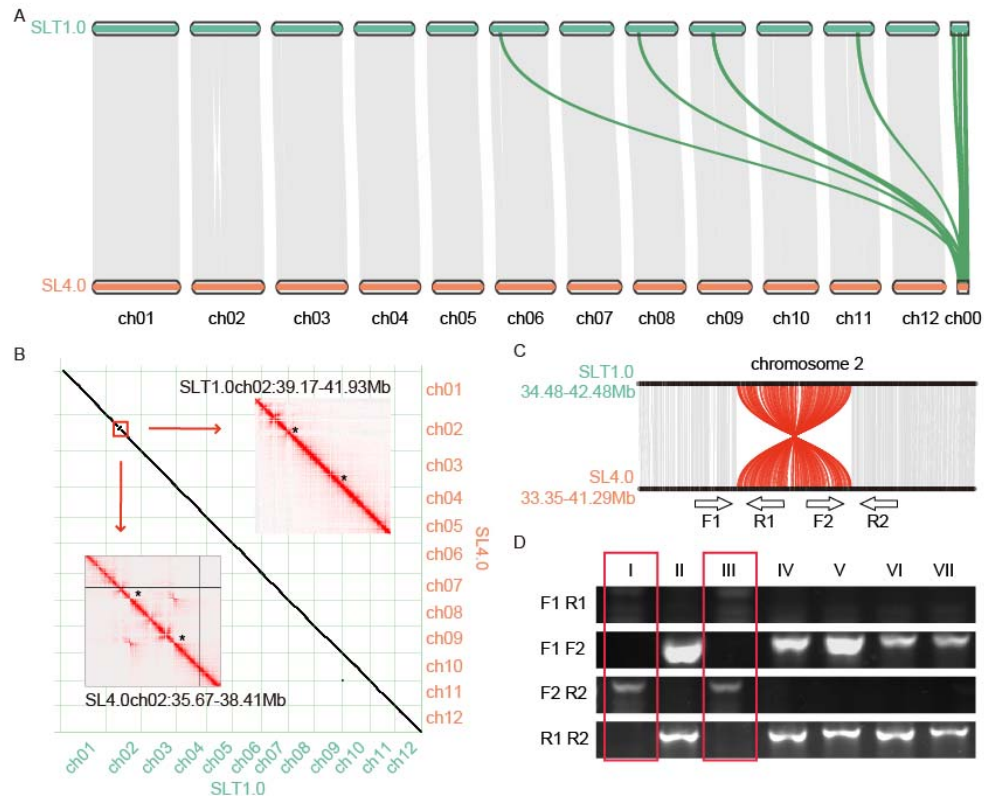 A
SLT1.0
SL4.0
ch01 ch02 ch03 ch04 ch05 ch06 ch07 ch08 ch09 ch10 ch11 ch12 ch00
B
SLT1.0ch02:39.17-41.93Mb
*
*
*
*
SL4.0ch02:35.67-38.41Mb
ch01
ch02
ch03
ch04
ch05
ch06
ch07
ch08
ch09
ch10
ch11
ch12
SL4.0
ch01 ch02 ch03 ch04 ch05 ch06 ch07 ch08 ch09 ch10 ch11 ch12
SLT1.0
C
chromosome 2
SLT1.0
34.48-42.48Mb
SL4.0
33.35-41.29Mb
F1 R1 F2 R2
D
I II III IV V VI VII
F1 R1
F1 F2
F2 R2
R1 R2